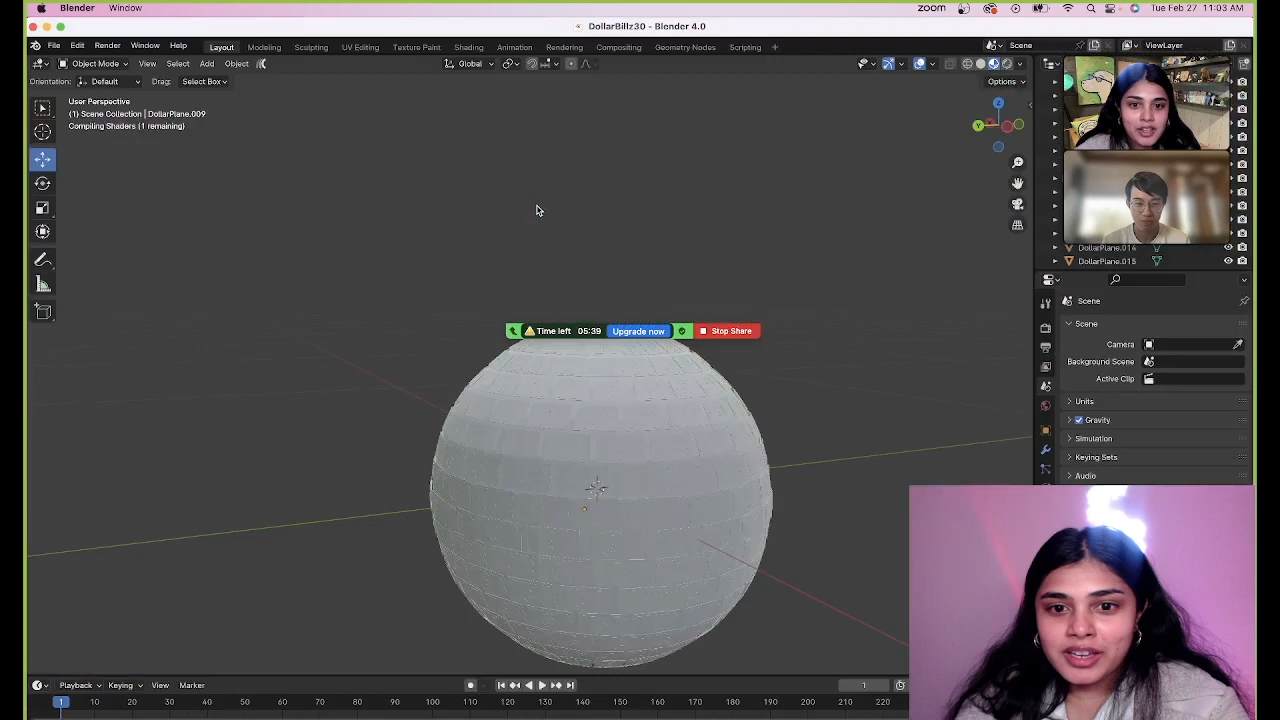 Blender Window zoom Tue Feb 27 11:03 AM
DollarBillz30 - Blender 4.0
File Edit Render Window Help Layout Modeling Sculpting UV Editing Texture Paint Shading Animation Rendering Compositing Geometry Nodes Scripting + Scene ViewLayer
Object Mode View Select Add Object Global
Orientation: Default Drag: Select Box Options
User Perspective
(1) Scene Collection | DollarPlane.009
Compiling Shaders (1 remaining)
Z
Y
DollarPlane.014
DollarPlane.015
Scene
Scene
Camera
Background Scene
Active Clip
Units
Gravity
Simulation
Keying Sets
Audio
Time left 05:39 Upgrade now Stop Share
Playback Keying View Marker 1
1 10 20 30 40 50 60 70 80 90 100 110 120 130 140 150 160 170 180 190 200 210 220